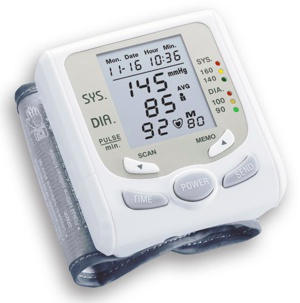 Mon. Date Hour Min.
11-16 10:36
SYS. 145 mmHg
AVG
DIA. 85
PULSE min. 92 M 80
SYS.
160
140
DIA.
100
90
SCAN MEMO
TIME POWER SEND